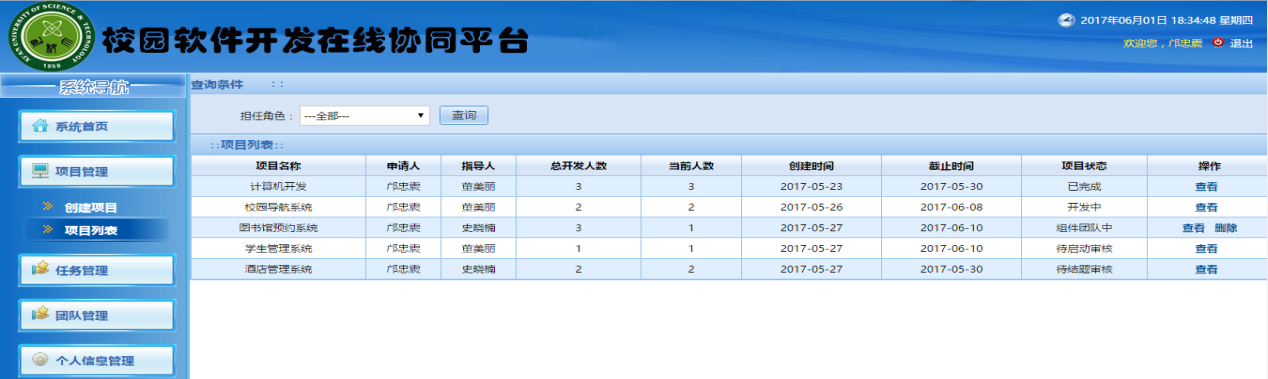 XI'AN UNIVERSITY OF SCIENCE & TECHNOLOGY
1958
校园软件开发在线协同平台
2017年06月01日 18:34:48 星期四
欢迎您，邝忠震 退出
系统导航
系统首页
项目管理
创建项目
项目列表
任务管理
团队管理
个人信息管理
查询条件 ::
担任角色： ---全部--- 查询
::项目列表::
项目名称 申请人 指导人 总开发人数 当前人数 创建时间 截止时间 项目状态 操作
计算机开发 邝忠震 董美丽 3 3 2017-05-23 2017-05-30 已完成 查看
校园导航系统 邝忠震 董美丽 2 2 2017-05-26 2017-06-08 开发中 查看
图书馆预约系统 邝忠震 史晓楠 3 1 2017-05-27 2017-06-10 组件团队中 查看 删除
学生管理系统 邝忠震 董美丽 1 1 2017-05-27 2017-06-10 待启动审核 查看
酒店管理系统 邝忠震 史晓楠 2 2 2017-05-27 2017-05-30 待结题审核 查看